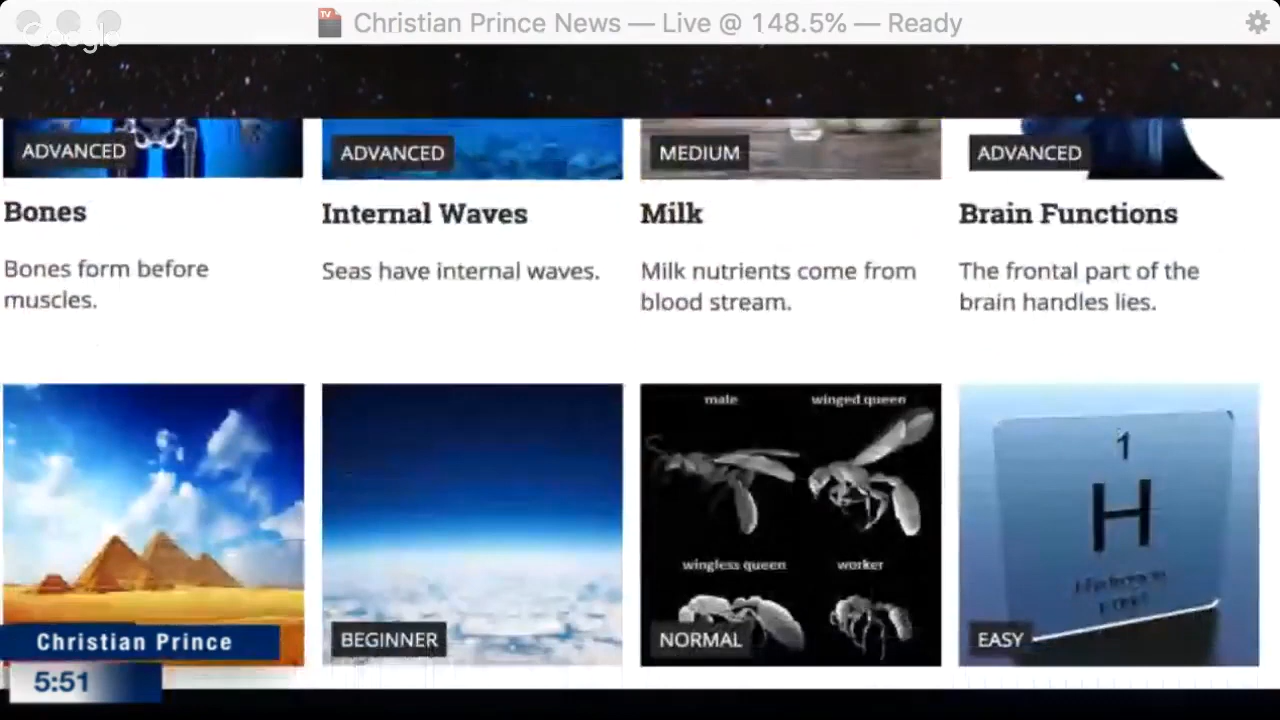 Christian Prince News — Live @ 148.5% — Ready
Google
ADVANCED
ADVANCED
MEDIUM
ADVANCED
Bones
Internal Waves
Milk
Brain Functions
Bones form before
muscles.
Seas have internal waves.
Milk nutrients come from
blood stream.
The frontal part of the
brain handles lies.
male
winged queen
wingless queen
worker
1
H
BEGINNER
NORMAL
EASY
Christian Prince
5:51